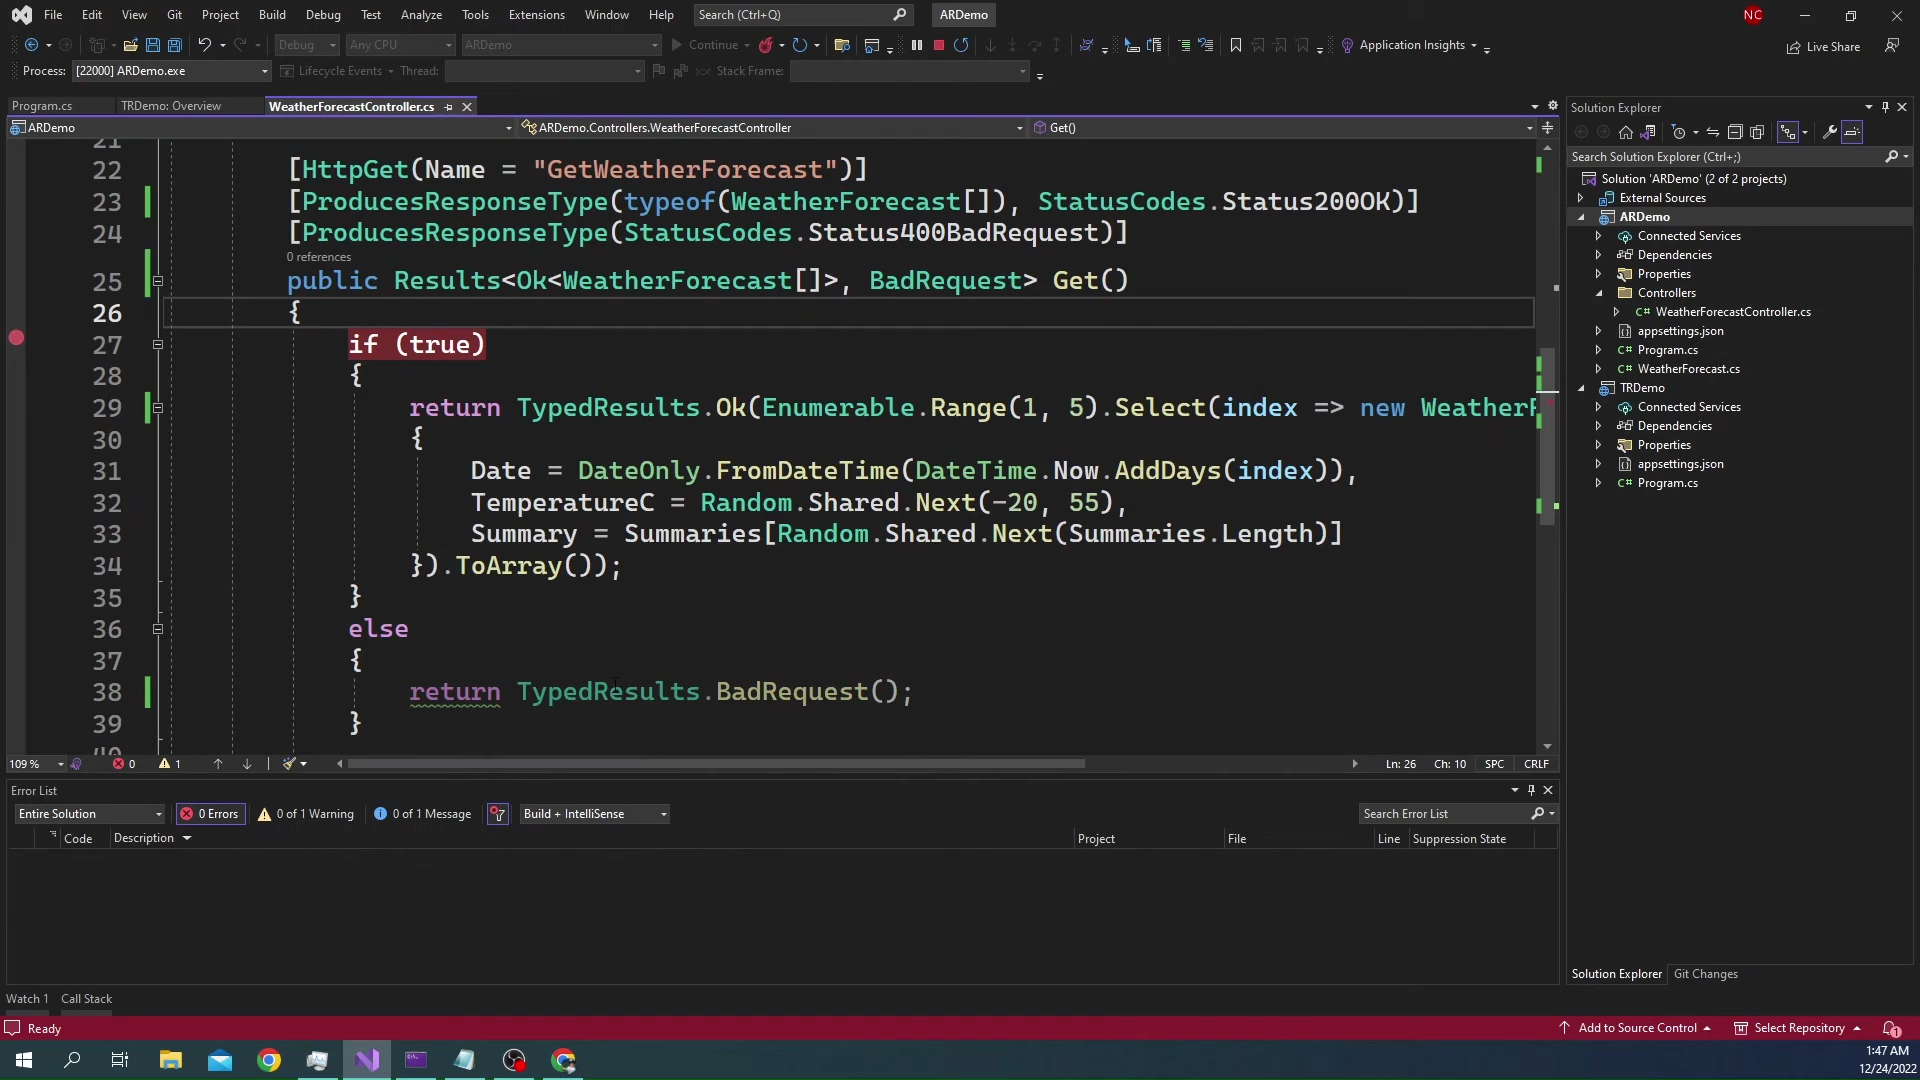 File Edit View Git Project Build Debug Test Analyze Tools Extensions Window Help Search (Ctrl+Q) ARDemo NC
Debug Any CPU ARDemo Continue Application Insights Live Share
Process: [22000] ARDemo.exe Lifecycle Events Thread: Stack Frame:
Program.cs TRDemo: Overview WeatherForecastController.cs
ARDemo ARDemo.Controllers.WeatherForecastController Get()
21
22 [HttpGet(Name = "GetWeatherForecast")]
23 [ProducesResponseType(typeof(WeatherForecast[]), StatusCodes.Status200OK)]
24 [ProducesResponseType(StatusCodes.Status400BadRequest)]
0 references
25 public Results<Ok<WeatherForecast[]>, BadRequest> Get()
26 {
27 if (true)
28 {
29 return TypedResults.Ok(Enumerable.Range(1, 5).Select(index => new WeatherF
30 {
31 Date = DateOnly.FromDateTime(DateTime.Now.AddDays(index)),
32 TemperatureC = Random.Shared.Next(-20, 55),
33 Summary = Summaries[Random.Shared.Next(Summaries.Length)]
34 }).ToArray());
35 }
36 else
37 {
38 return TypedResults.BadRequest();
39 }
40
109 % 0 1 Ln: 26 Ch: 10 SPC CRLF
Error List
Entire Solution 0 Errors 0 of 1 Warning 0 of 1 Message Build + IntelliSense Search Error List
Code Description Project File Line Suppression State
Watch 1 Call Stack
Solution Explorer
Search Solution Explorer (Ctrl+;)
Solution 'ARDemo' (2 of 2 projects)
External Sources
ARDemo
Connected Services
Dependencies
Properties
Controllers
C# WeatherForecastController.cs
appsettings.json
C# Program.cs
C# WeatherForecast.cs
TRDemo
Connected Services
Dependencies
Properties
appsettings.json
C# Program.cs
Solution Explorer Git Changes
Ready Add to Source Control Select Repository 1
1:47 AM
12/24/2022